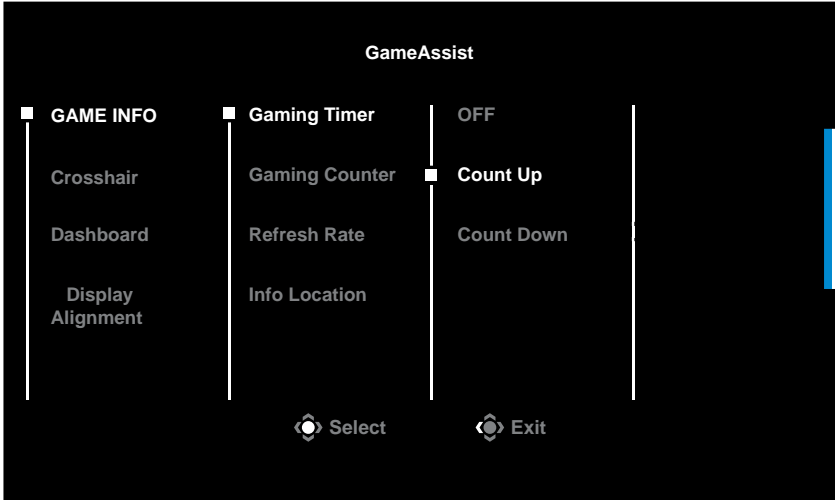 GameAssist
GAME INFO
Crosshair
Dashboard
Display
Alignment
Gaming Timer
Gaming Counter
Refresh Rate
Info Location
OFF
Count Up
Count Down
Select
Exit